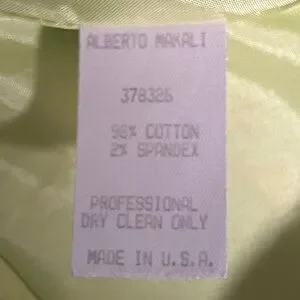 ALBERTO MAKALI
378326
98% COTTON
2% SPANDEX
PROFESSIONAL
DRY CLEAN ONLY
MADE IN U.S.A.